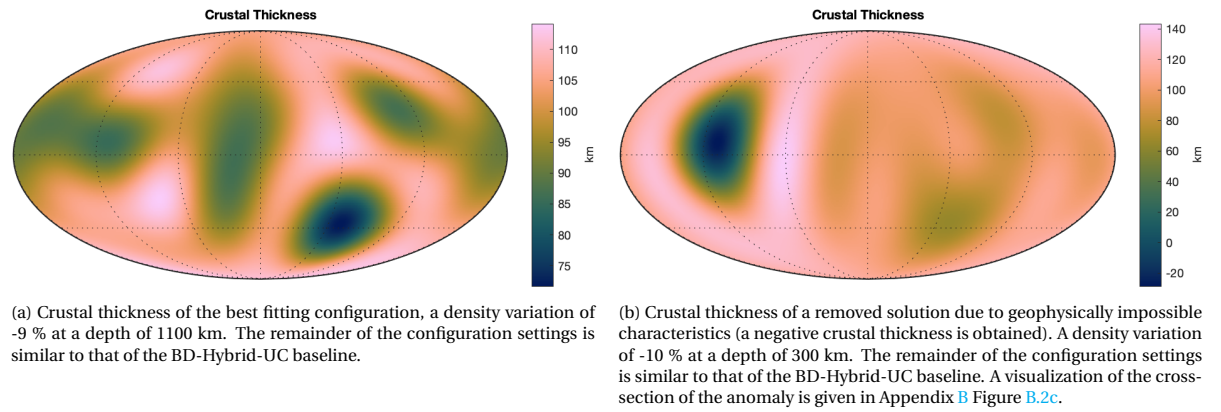 Crustal Thickness
110
105
100
95
90
85
80
75
km
(a) Crustal thickness of the best fitting configuration, a density variation of
-9 % at a depth of 1100 km. The remainder of the configuration settings is
similar to that of the BD-Hybrid-UC baseline.
Crustal Thickness
140
120
100
80
60
40
20
0
-20
km
(b) Crustal thickness of a removed solution due to geophysically impossible
characteristics (a negative crustal thickness is obtained). A density variation
of -10 % at a depth of 300 km. The remainder of the configuration settings
is similar to that of the BD-Hybrid-UC baseline. A visualization of the cross-
section of the anomaly is given in Appendix B Figure B.2c.